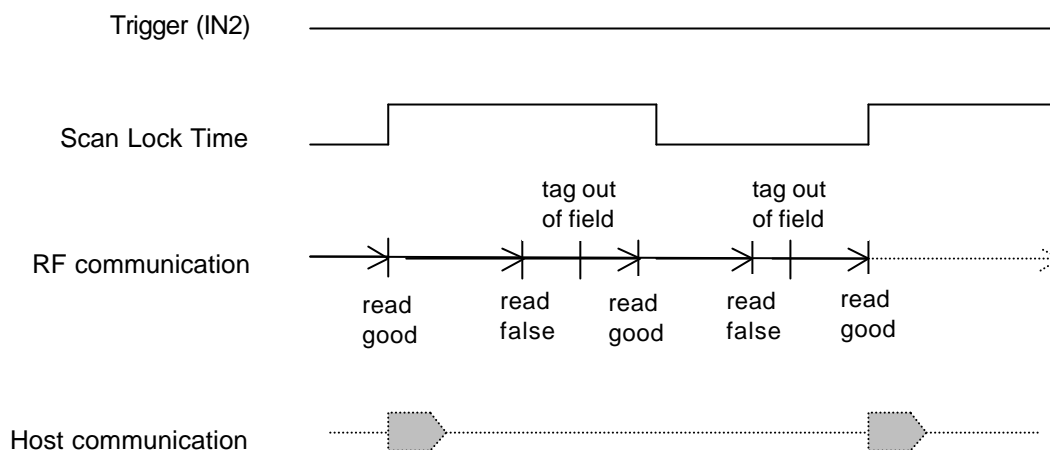 Trigger (IN2)
Scan Lock Time
tag out
of field
tag out
of field
RF communication
read
good
read
false
read
good
read
false
read
good
Host communication